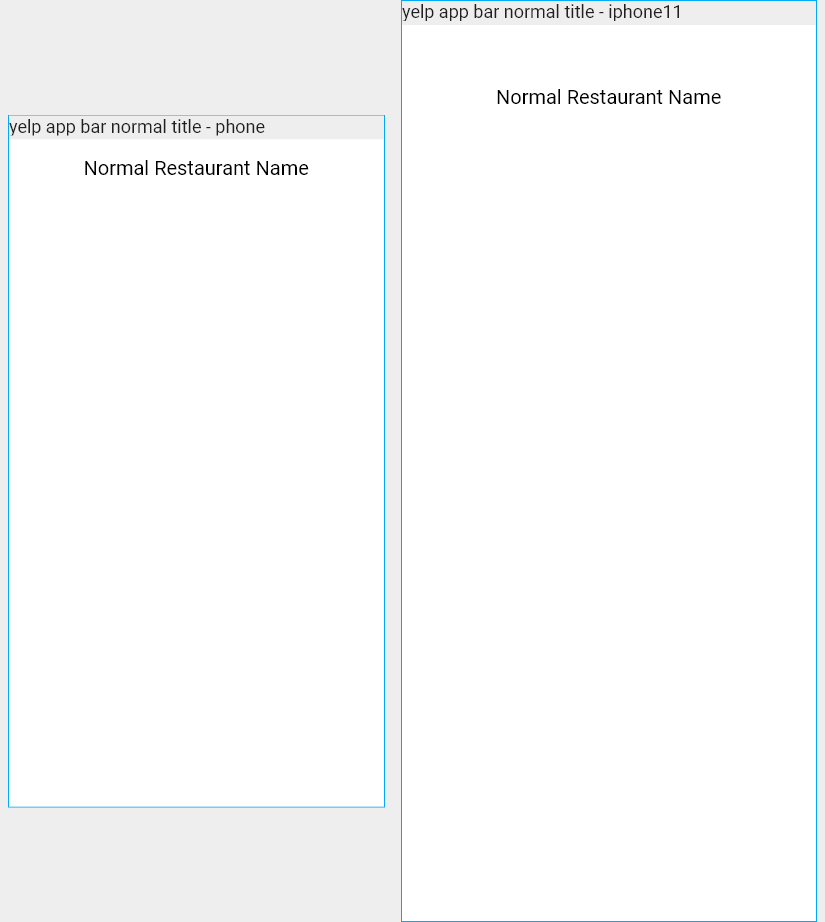 yelp app bar normal title - phone
Normal Restaurant Name
yelp app bar normal title - iphone11
Normal Restaurant Name